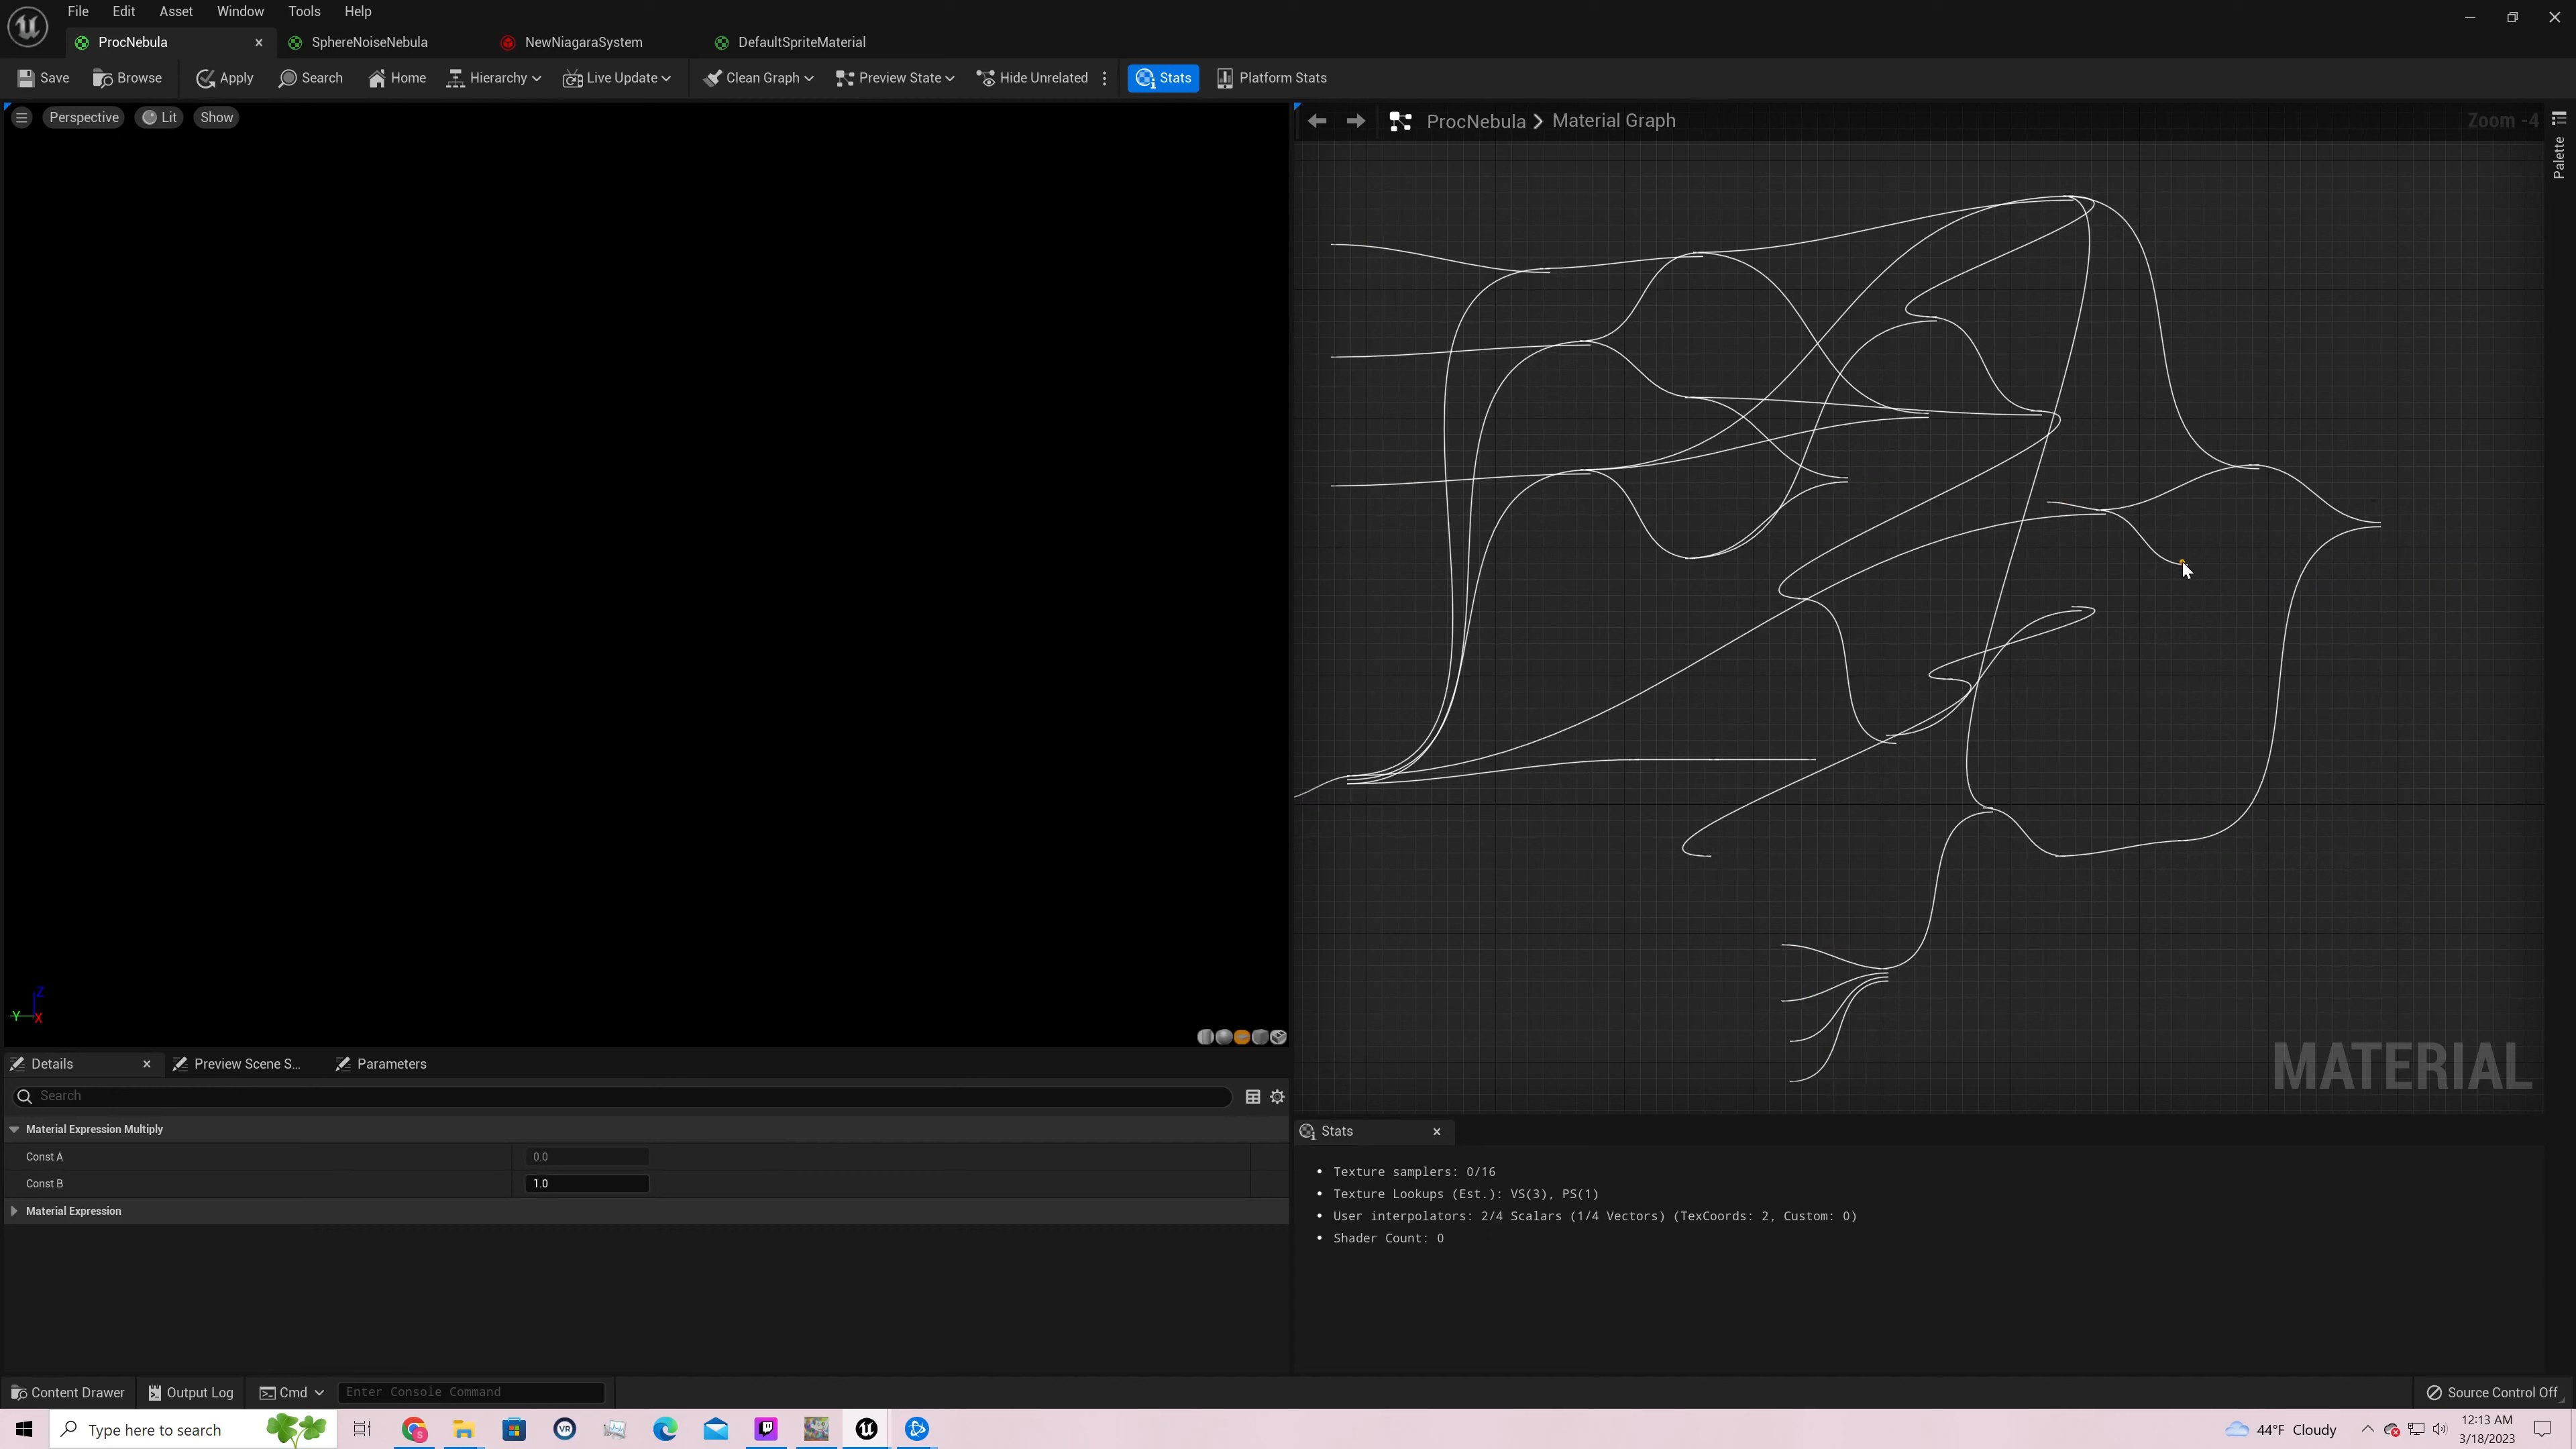 File Edit Asset Window Tools Help
ProcNebula SphereNoiseNebula NewNiagaraSystem DefaultSpriteMaterial
Save Browse Apply Search Home Hierarchy Live Update Clean Graph Preview State Hide Unrelated Stats Platform Stats
Perspective Lit Show
ProcNebula Material Graph
Zoom -4
Palette
Z
Y X
MATERIAL
Details Preview Scene S... Parameters
Search
Material Expression Multiply
Const A 0.0
Const B 1.0
Material Expression
Stats
• Texture samplers: 0/16
• Texture Lookups (Est.): VS(3), PS(1)
• User interpolators: 2/4 Scalars (1/4 Vectors) (TexCoords: 2, Custom: 0)
• Shader Count: 0
Content Drawer Output Log Cmd Enter Console Command Source Control Off
Type here to search
VR
S
44°F Cloudy
12:13 AM
3/18/2023